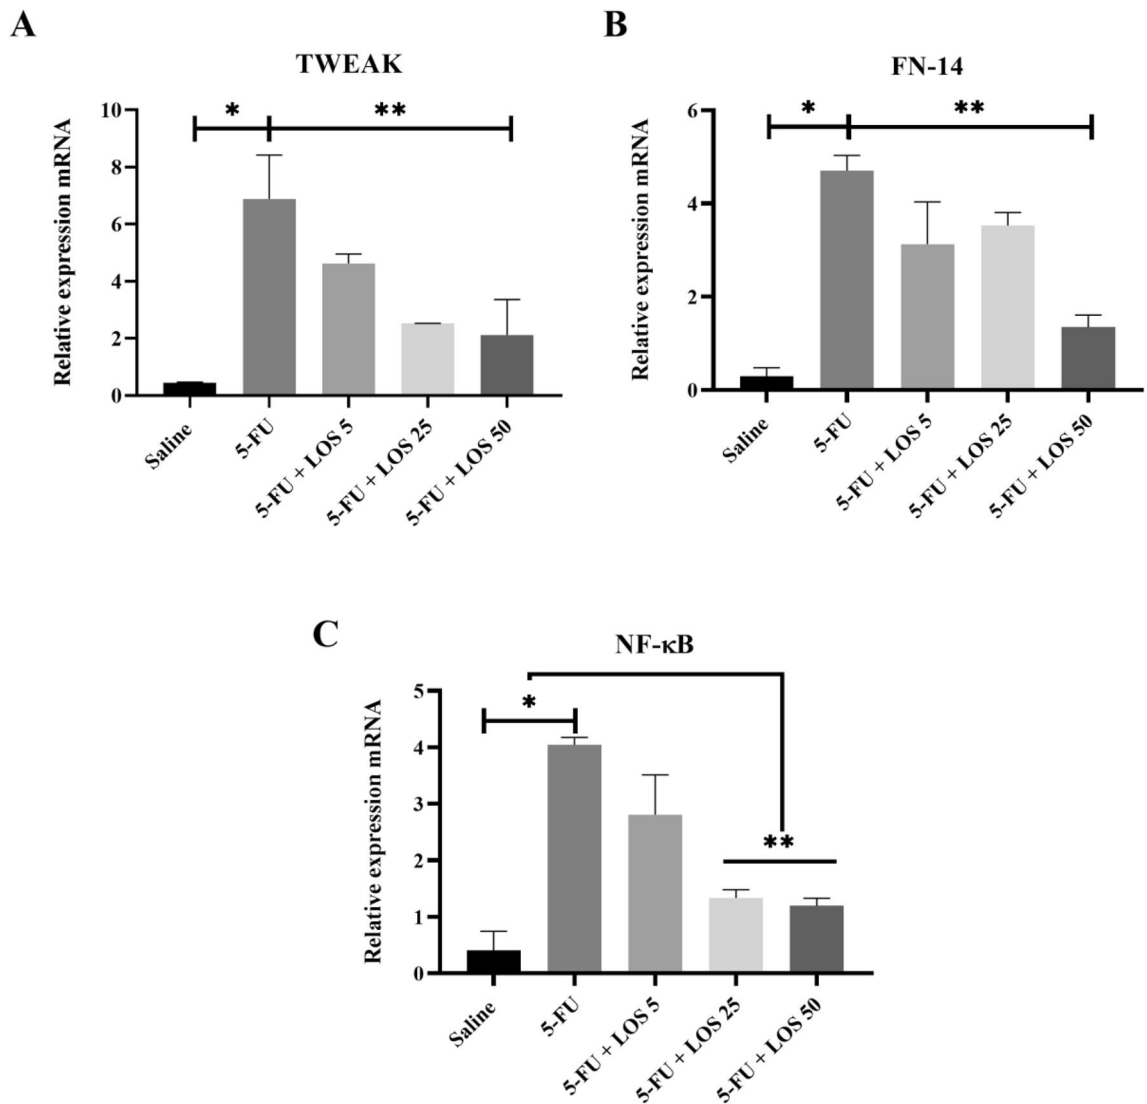 A
TWEAK
Relative expression mRNA
10
8
6
4
2
0
*
**
Saline
5-FU
5-FU + LOS 5
5-FU + LOS 25
5-FU + LOS 50
B
FN-14
Relative expression mRNA
6
4
2
0
*
**
Saline
5-FU
5-FU + LOS 5
5-FU + LOS 25
5-FU + LOS 50
C
NF-κB
Relative expression mRNA
5
4
3
2
1
0
*
**
Saline
5-FU
5-FU + LOS 5
5-FU + LOS 25
5-FU + LOS 50